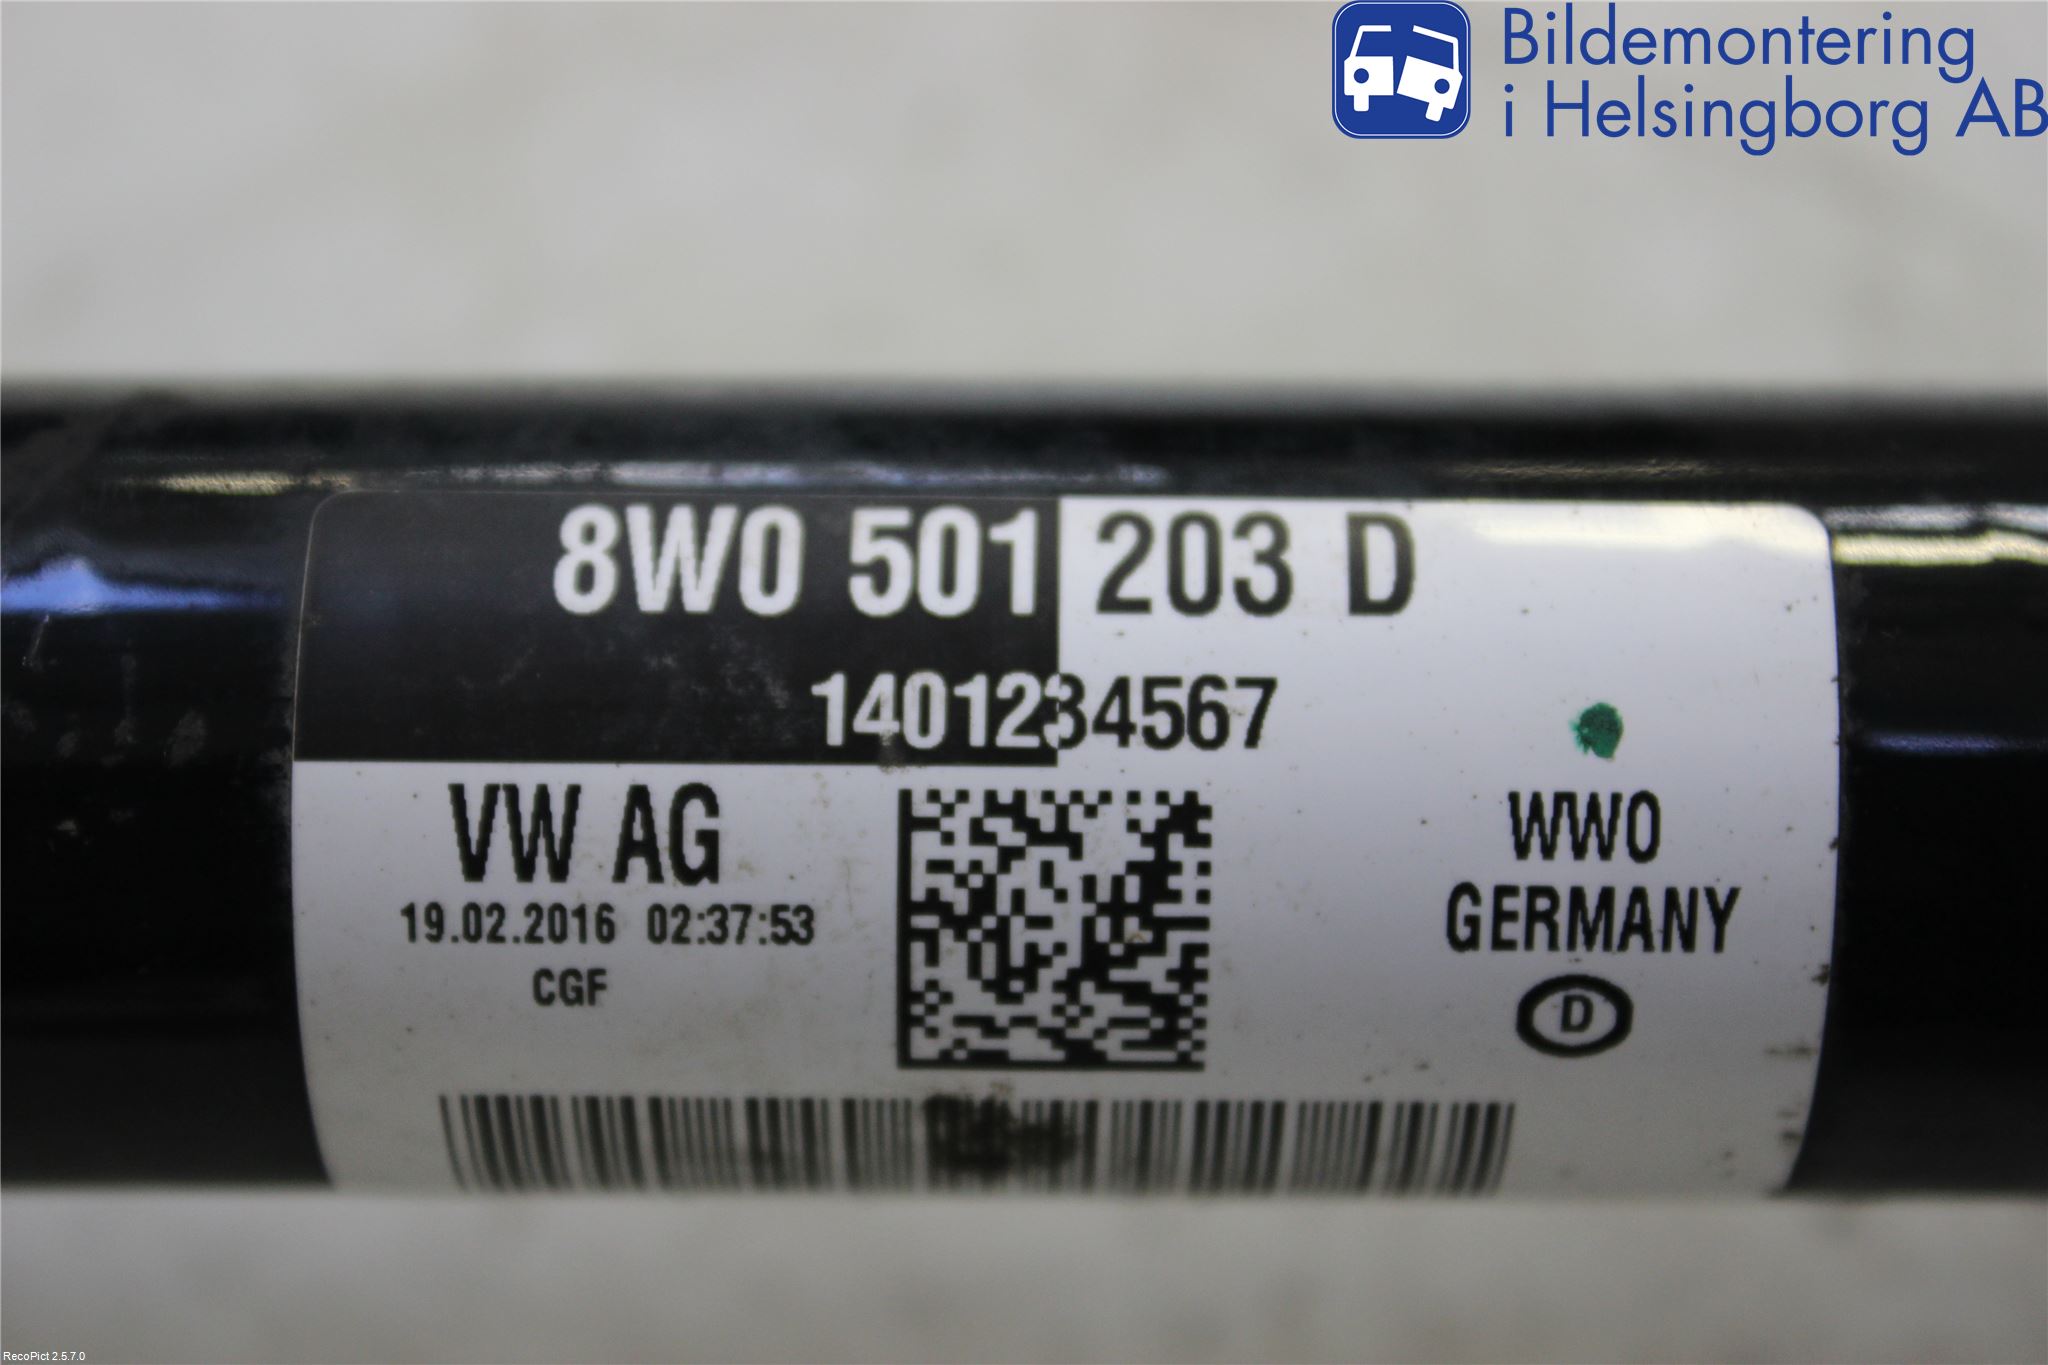 Bildemontering
i Helsingborg AB
8W0 501 203 D
1401234567
VW AG
19.02.2016 02:37:53
CGF
WWO
GERMANY
D
RecoPict 2.5.7.0